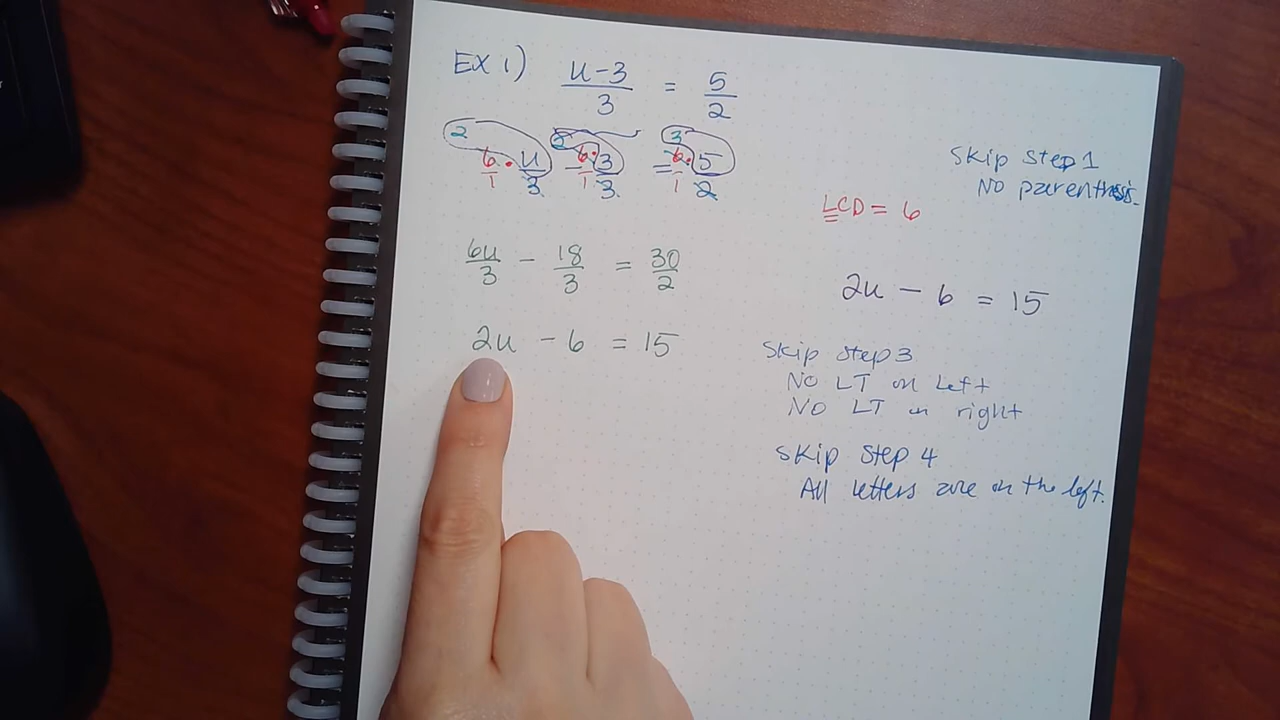 Ex 1) u-3/3 = 5/2
2 2 3
6/1 · u/3 - 6/1 · 3/3 = 6/1 · 5/2
6u/3 - 18/3 = 30/2
2u - 6 = 15
Skip Step 1
No parenthesis.
LCD = 6
2u - 6 = 15
Skip Step 3
No LT on Left
No LT on right
Skip Step 4
All letters are on the left.